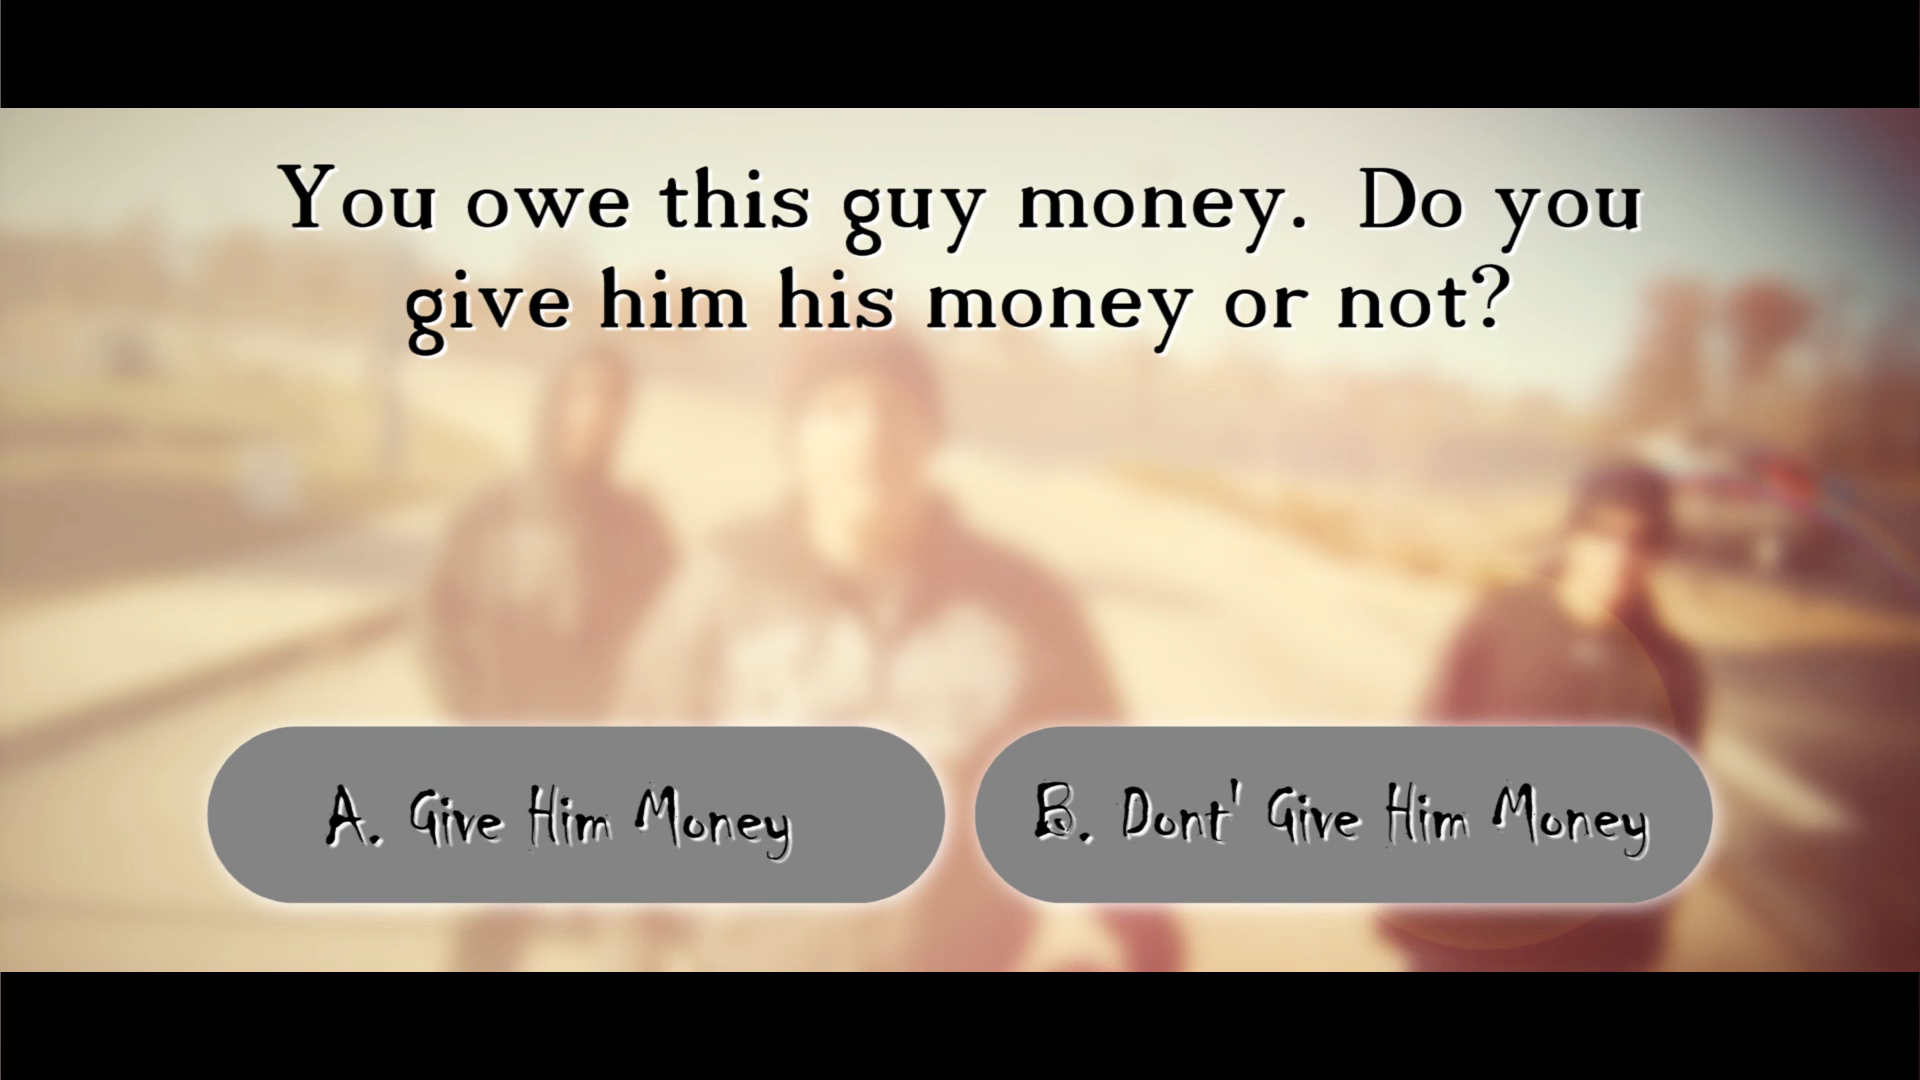 You owe this guy money. Do you
give him his money or not?
A. Give Him Money
B. Dont' Give Him Money